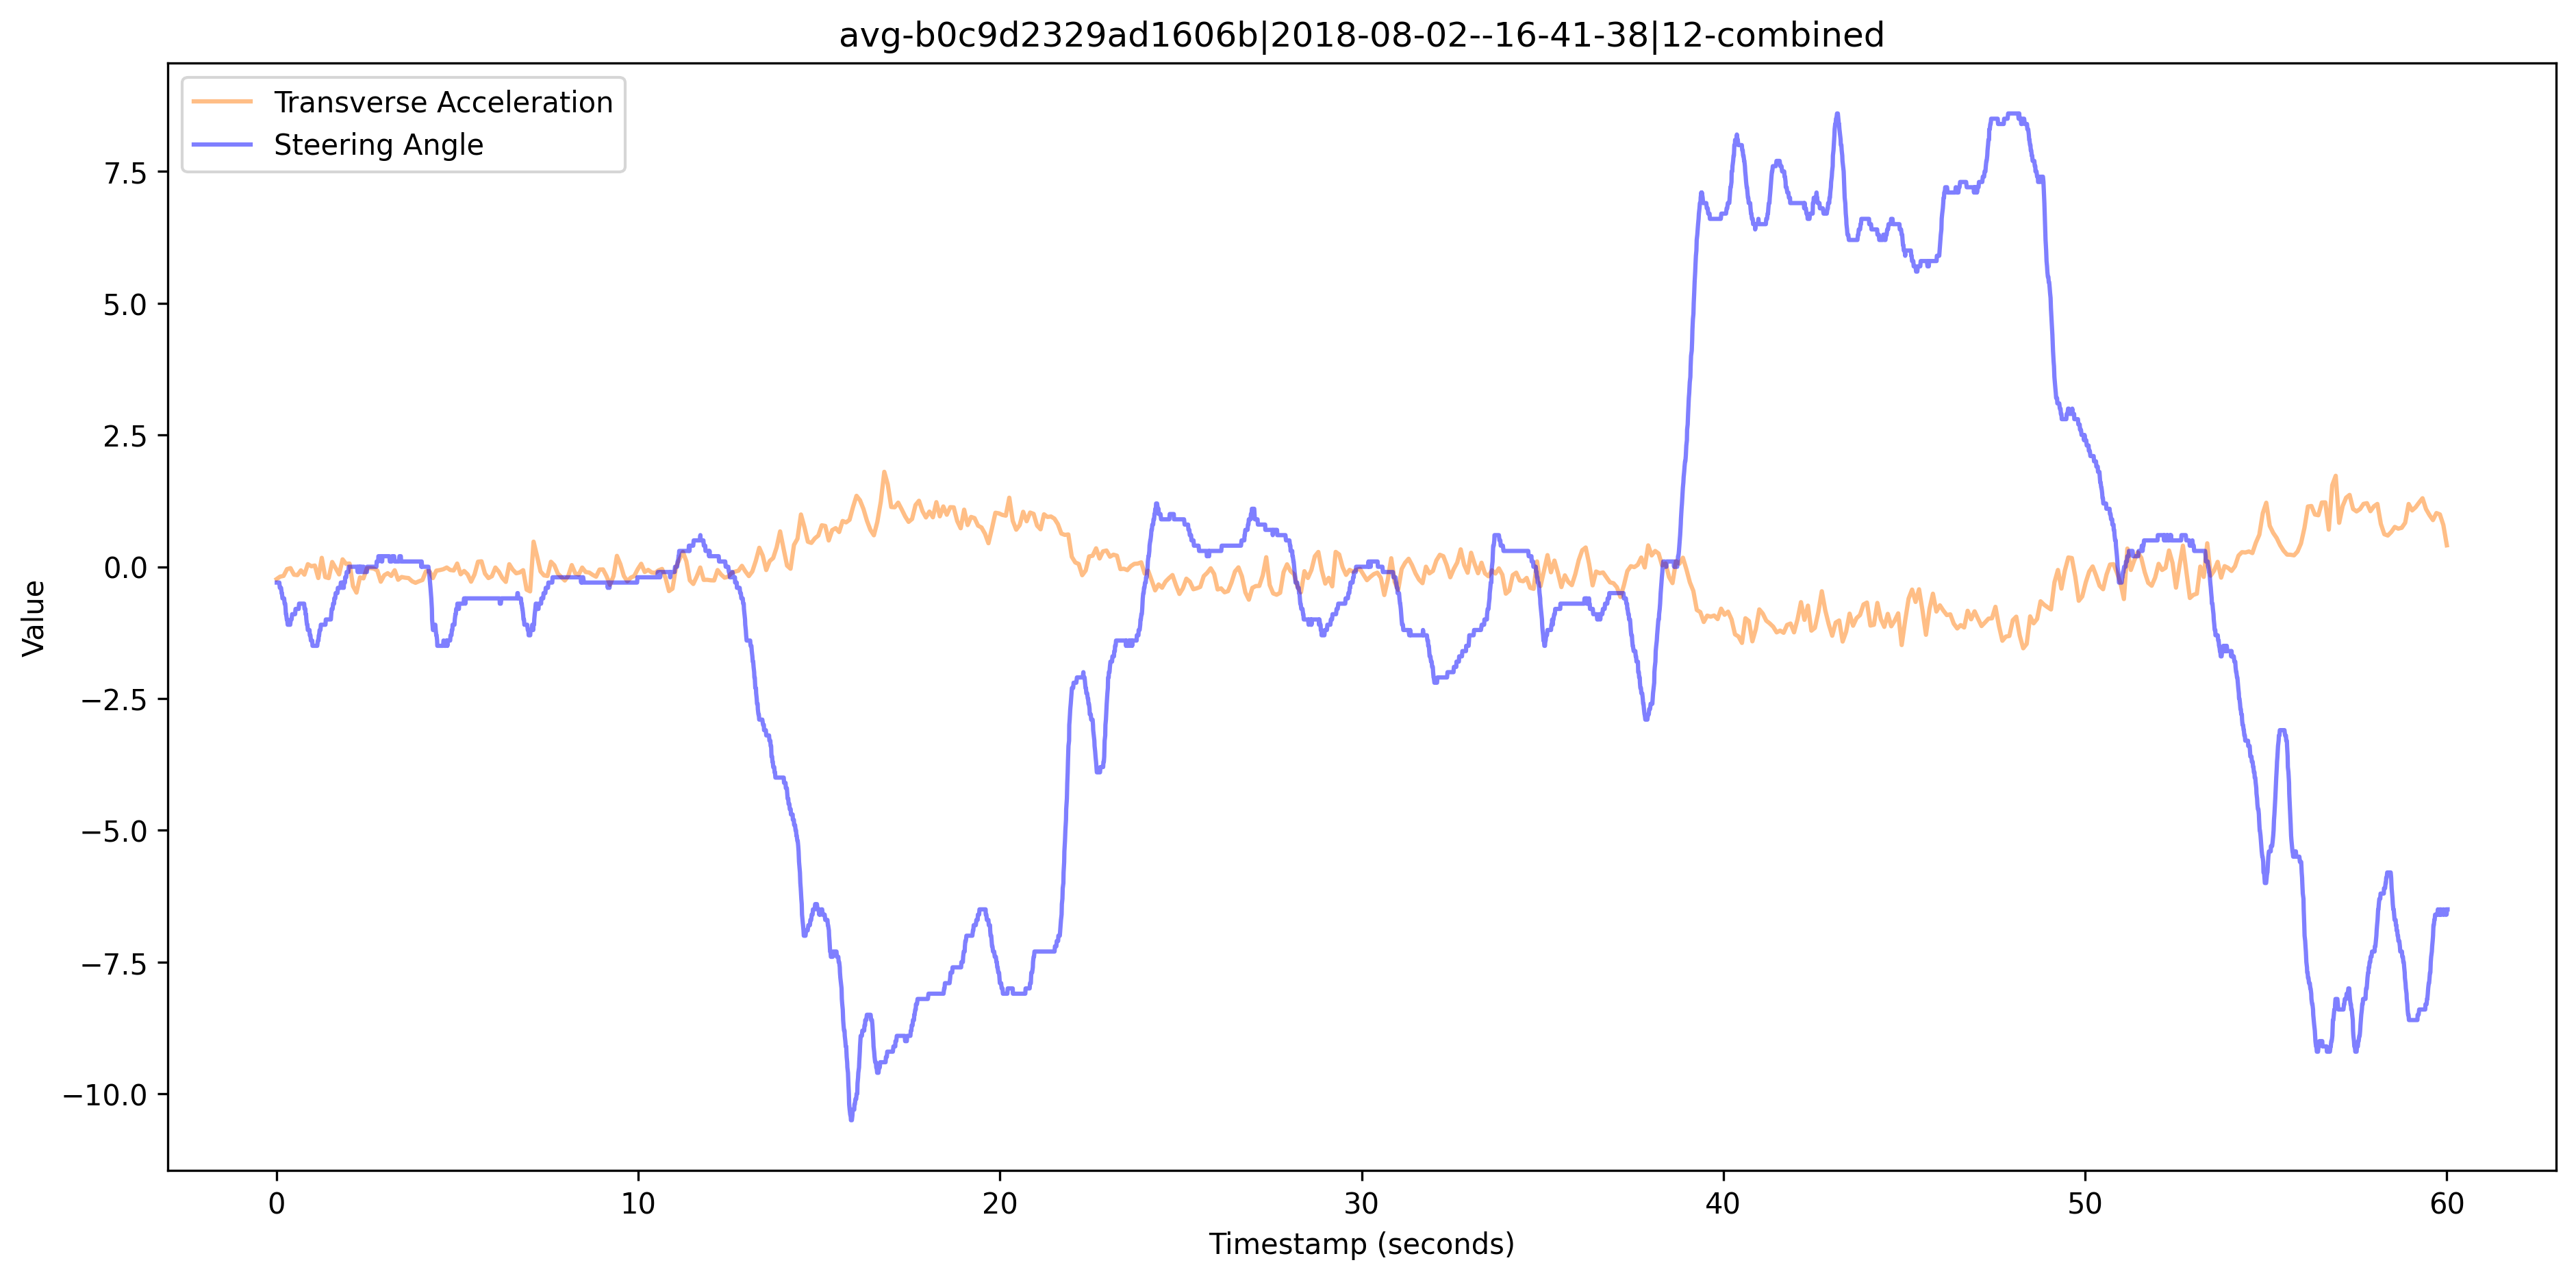 avg-b0c9d2329ad1606b|2018-08-02--16-41-38|12-combined
Transverse Acceleration
Steering Angle
7.5
5.0
2.5
0.0
−2.5
−5.0
−7.5
−10.0
Value
0 10 20 30 40 50 60
Timestamp (seconds)